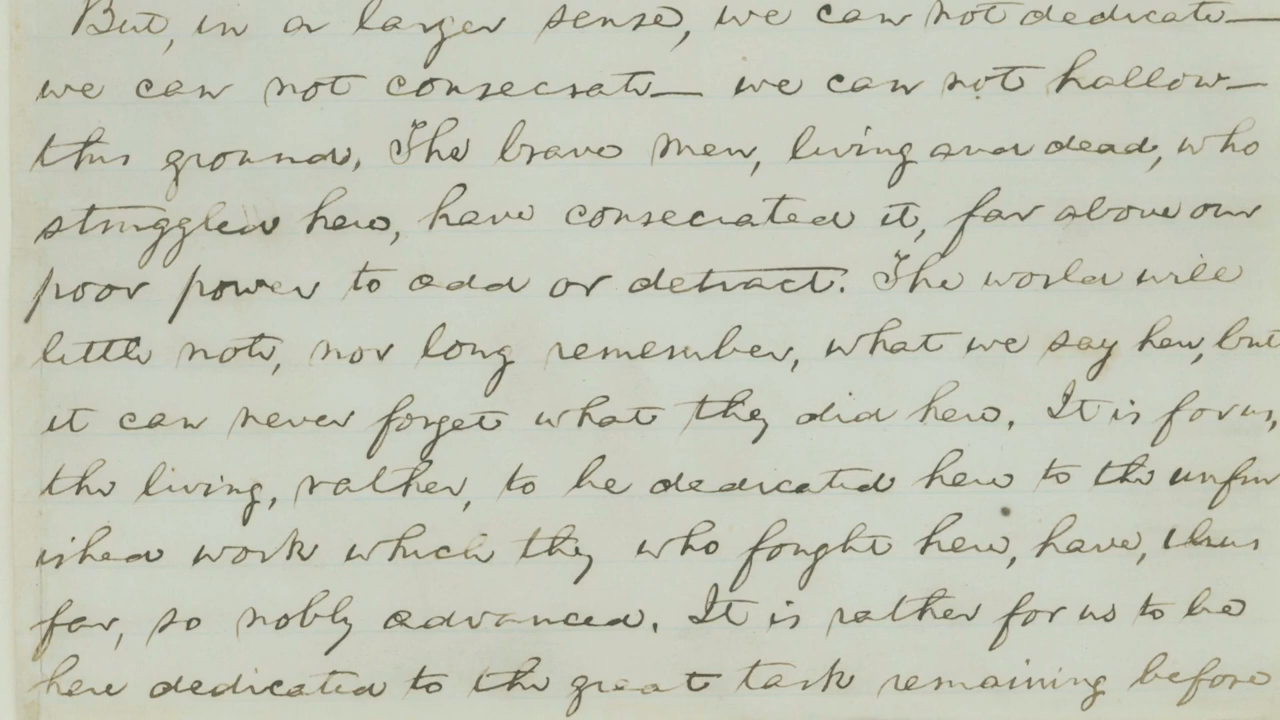 But, in a larger sense, we can not dedicate—
we can not consecrate— we can not hallow—
this ground. The brave men, living and dead, who
struggled here, have consecrated it, far above our
poor power to add or detract. The world will
little note, nor long remember, what we say here, but
it can never forget what they did here. It is for us,
the living, rather, to be dedicated here to the unfin
ished work which they who fought here, have, thus
far, so nobly advanced. It is rather for us to be
here dedicated to the great task remaining before